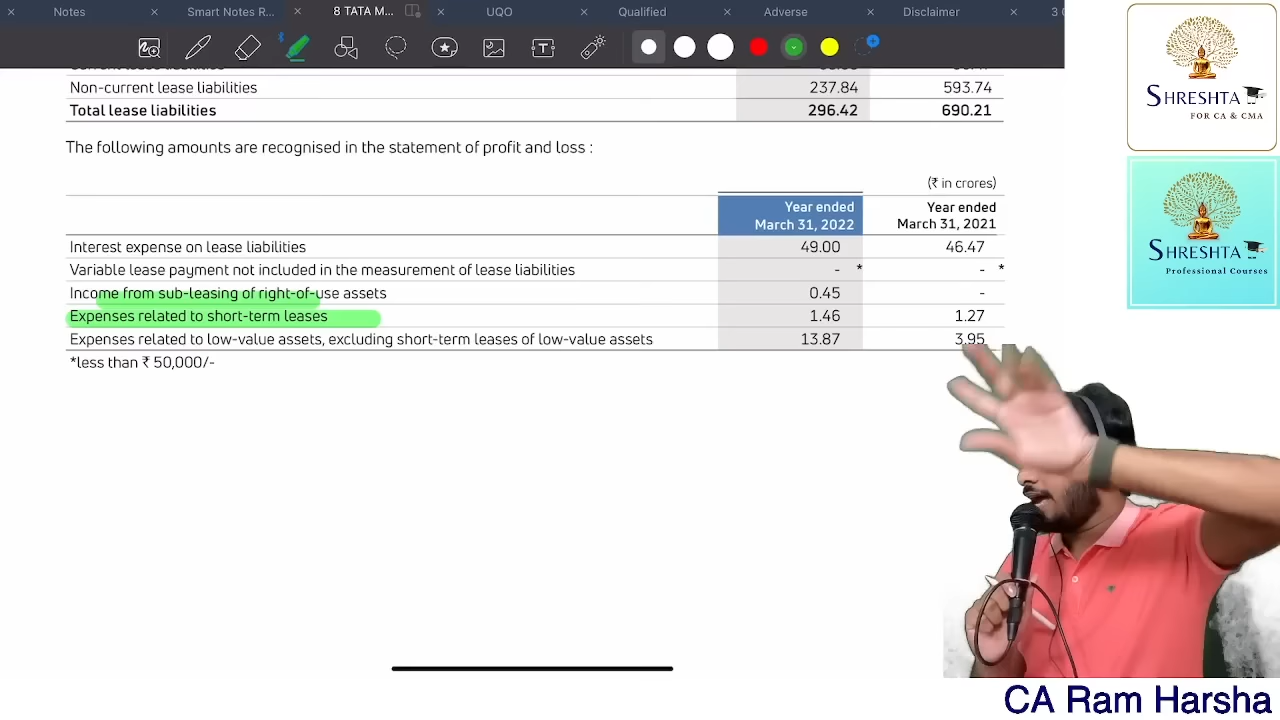 Notes
Smart Notes R...
8 TATA M...
UQO
Qualified
Adverse
Disclaimer
Non-current lease liabilities 237.84 593.74
Total lease liabilities 296.42 690.21
The following amounts are recognised in the statement of profit and loss :
(₹ in crores)
Year ended March 31, 2022
Year ended March 31, 2021
Interest expense on lease liabilities 49.00 46.47
Variable lease payment not included in the measurement of lease liabilities - * - *
Income from sub-leasing of right-of-use assets 0.45 -
Expenses related to short-term leases 1.46 1.27
Expenses related to low-value assets, excluding short-term leases of low-value assets 13.87 3.95
*less than ₹ 50,000/-
SHRESHTA
FOR CA & CMA
SHRESHTA
Professional Courses
CA Ram Harsha